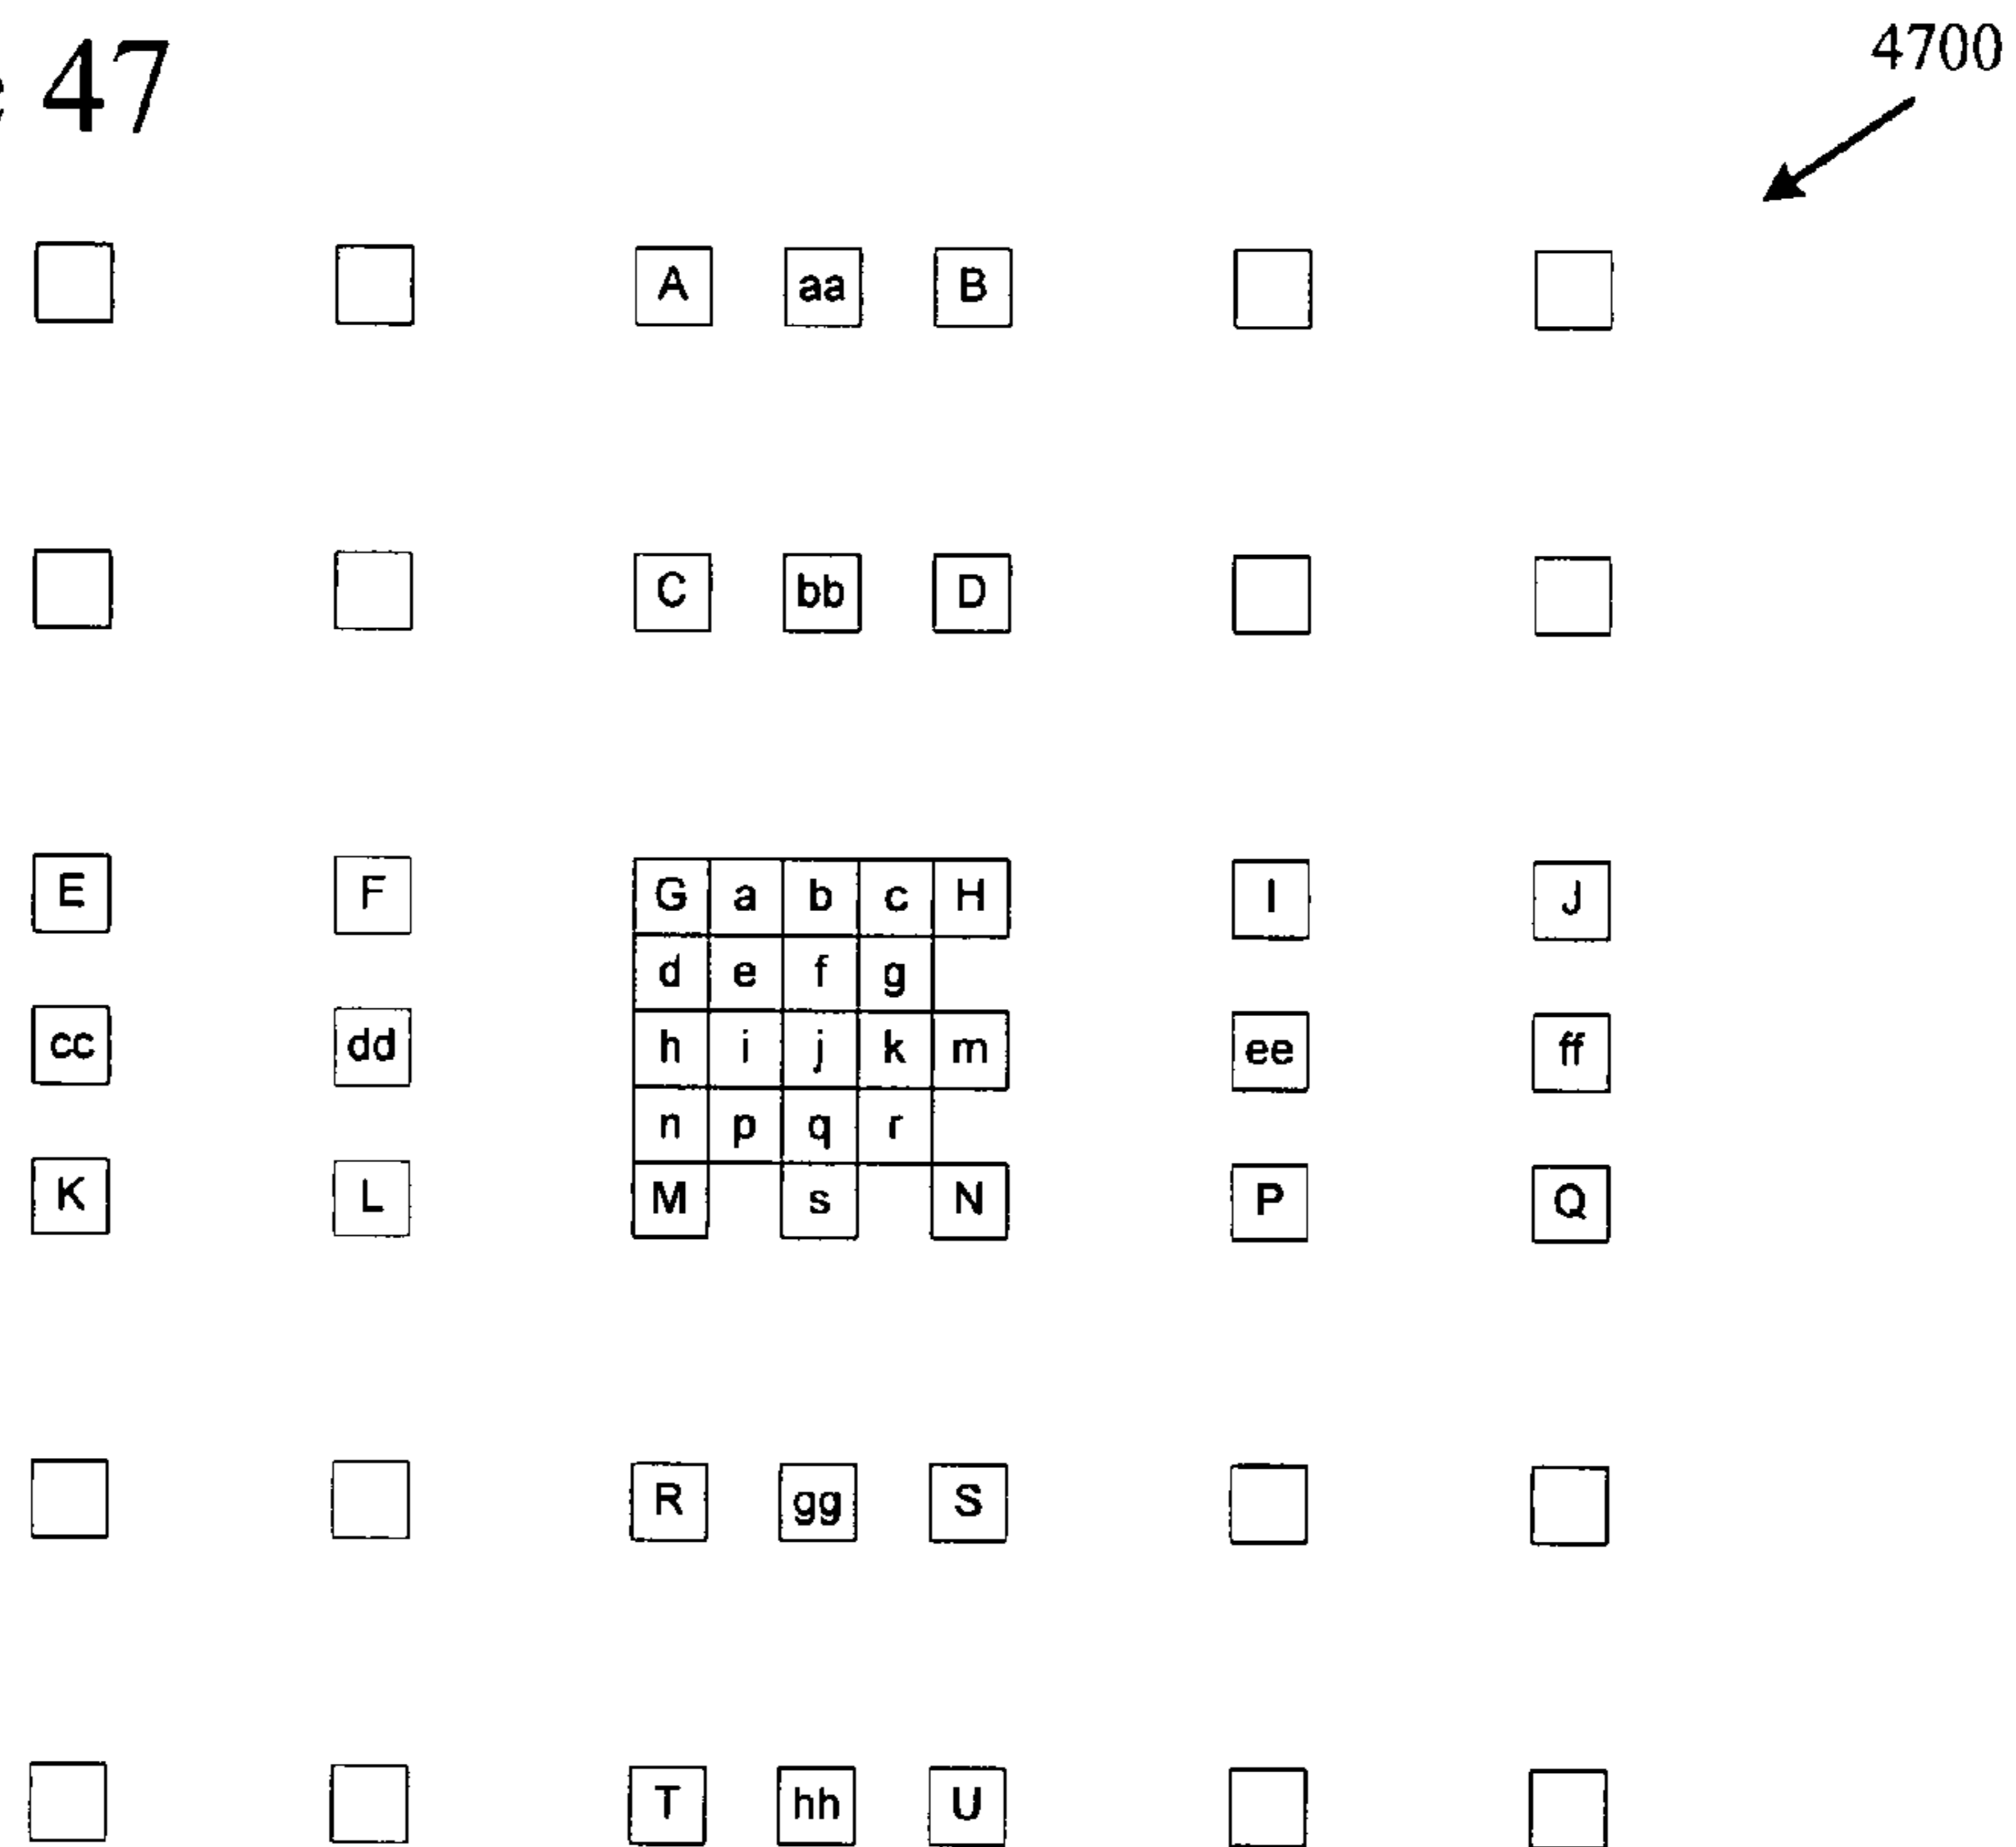 47
4700
A aa B
C bb D
E F G a b c H I J
d e f g
cc dd h i j k m ee ff
n p q r
K L M s N P Q
R gg S
T hh U